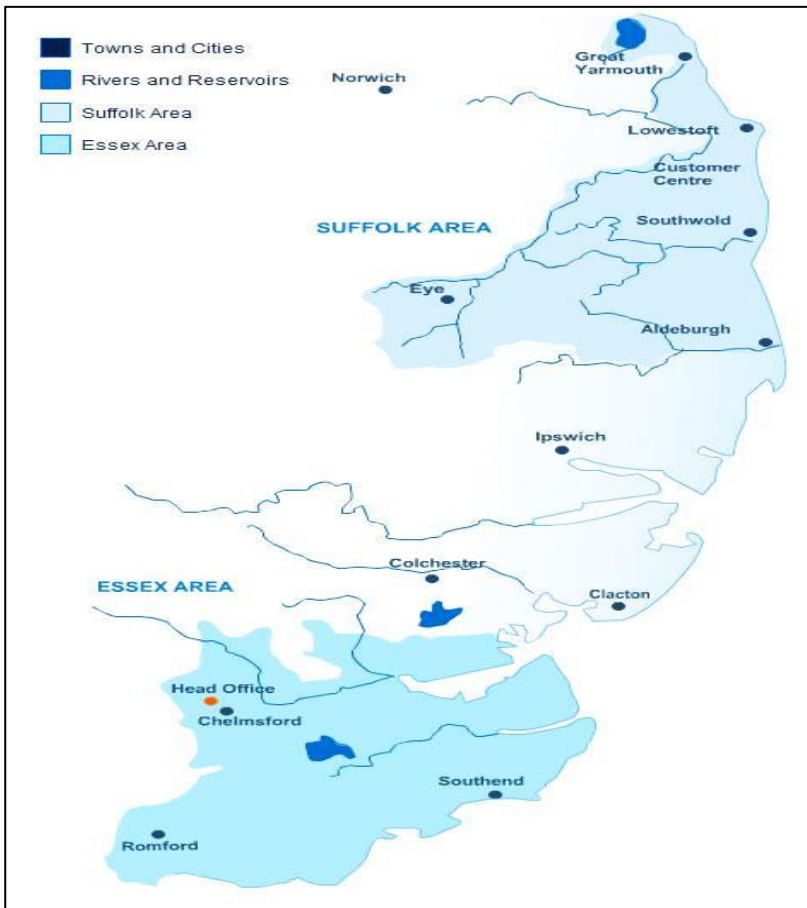 Towns and Cities
Rivers and Reservoirs
Suffolk Area
Essex Area
Norwich
Great
Yarmouth
Lowestoft
Customer
Centre
Southwold
SUFFOLK AREA
Eye
Aldeburgh
Ipswich
Colchester
ESSEX AREA
Clacton
Head Office
Chelmsford
Southend
Romford